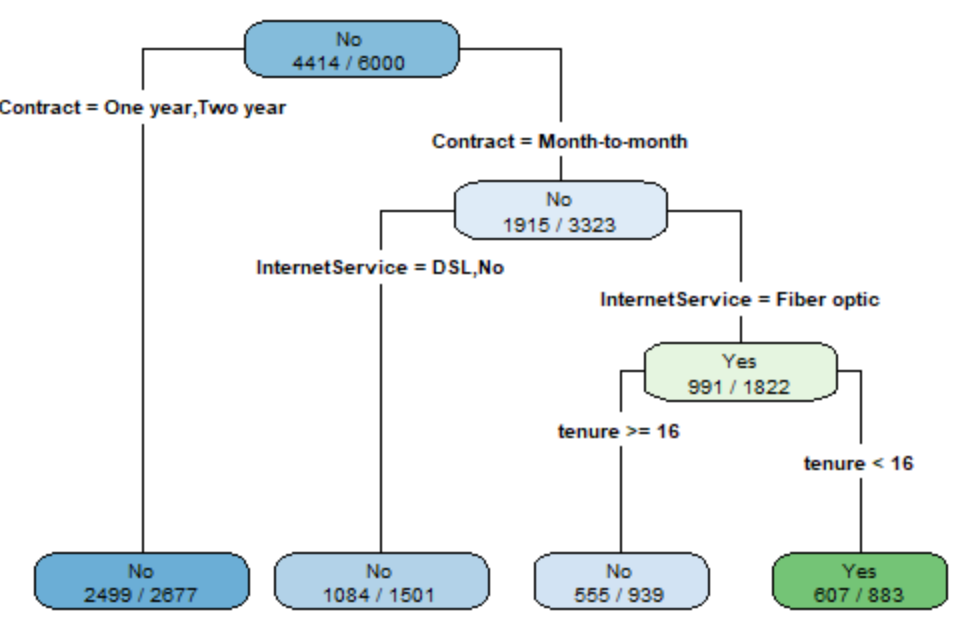 No
4414 / 6000
Contract = One year,Two year
Contract = Month-to-month
No
1915 / 3323
InternetService = DSL,No
InternetService = Fiber optic
Yes
991 / 1822
tenure >= 16
tenure < 16
No
2499 / 2677
No
1084 / 1501
No
555 / 939
Yes
607 / 883